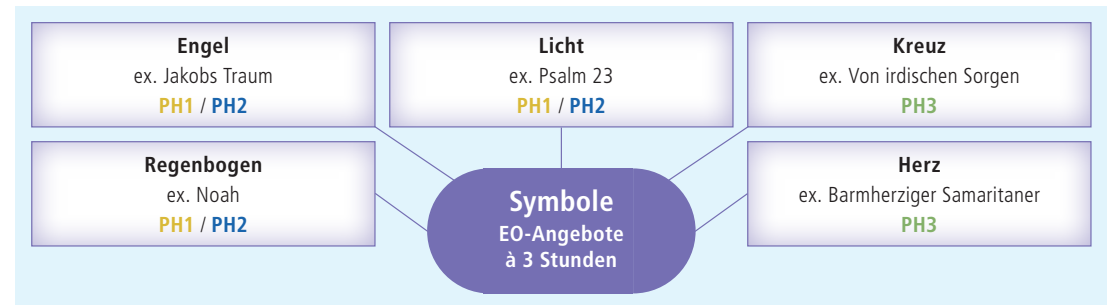 Engel
ex. Jakobs Traum
PH1 / PH2
Licht
ex. Psalm 23
PH1 / PH2
Kreuz
ex. Von irdischen Sorgen
PH3
Regenbogen
ex. Noah
PH1 / PH2
Symbole
EO-Angebote
à 3 Stunden
Herz
ex. Barmherziger Samaritaner
PH3